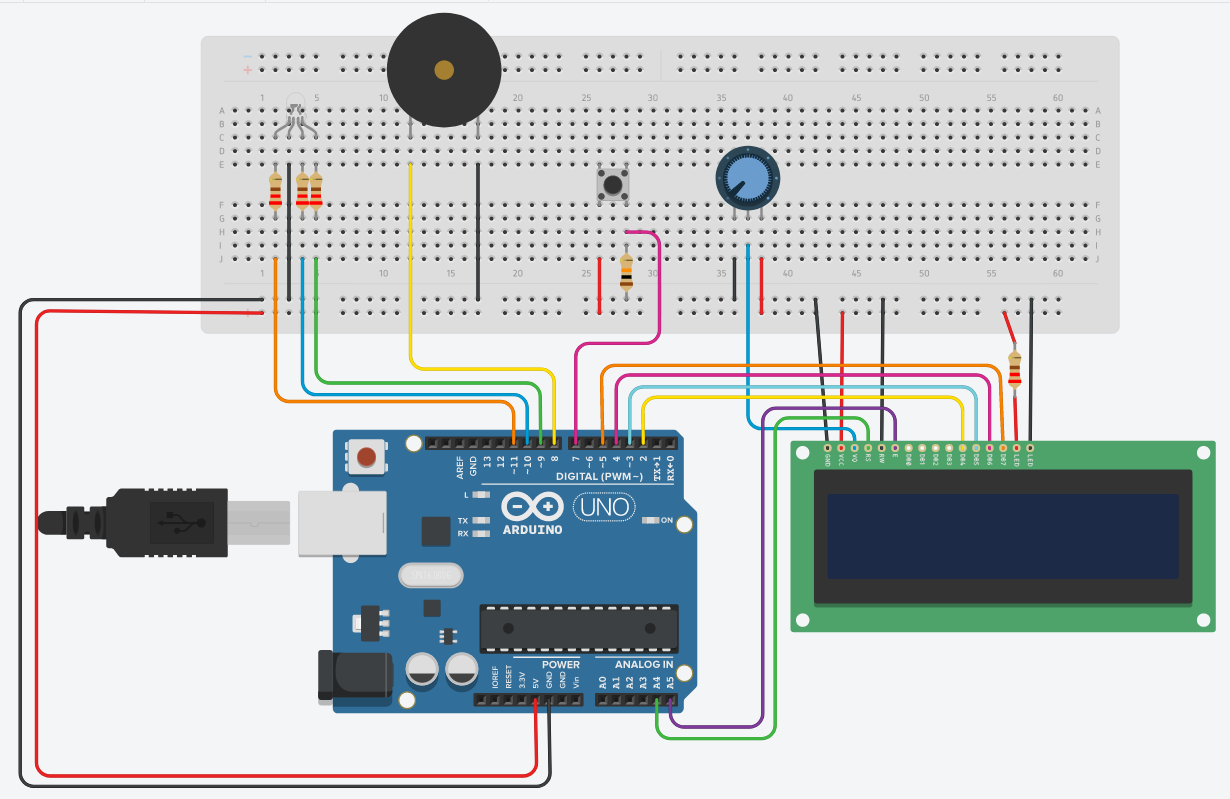 - -
+
1 5 10 15 20 25 30 35 40 45 50 55 60
A A
B B
C C
D D
E E
F F
G G
H H
I I
J J
1 5 10 15 20 25 30 35 40 45 50 55 60
AREF
GND
13
12
~11
~10
~9
8
7
~6
~5
4
~3
2
TX→1
RX←0
DIGITAL (PWM~)
L
TX
RX
ARDUINO
UNO
ON
POWER
ANALOG IN
IOREF
RESET
3.3V
5V
GND
GND
Vin
A0
A1
A2
A3
A4
A5
GND
VCC
V0
RS
RW
E
DB0
DB1
DB2
DB3
DB4
DB5
DB6
DB7
LED
LED